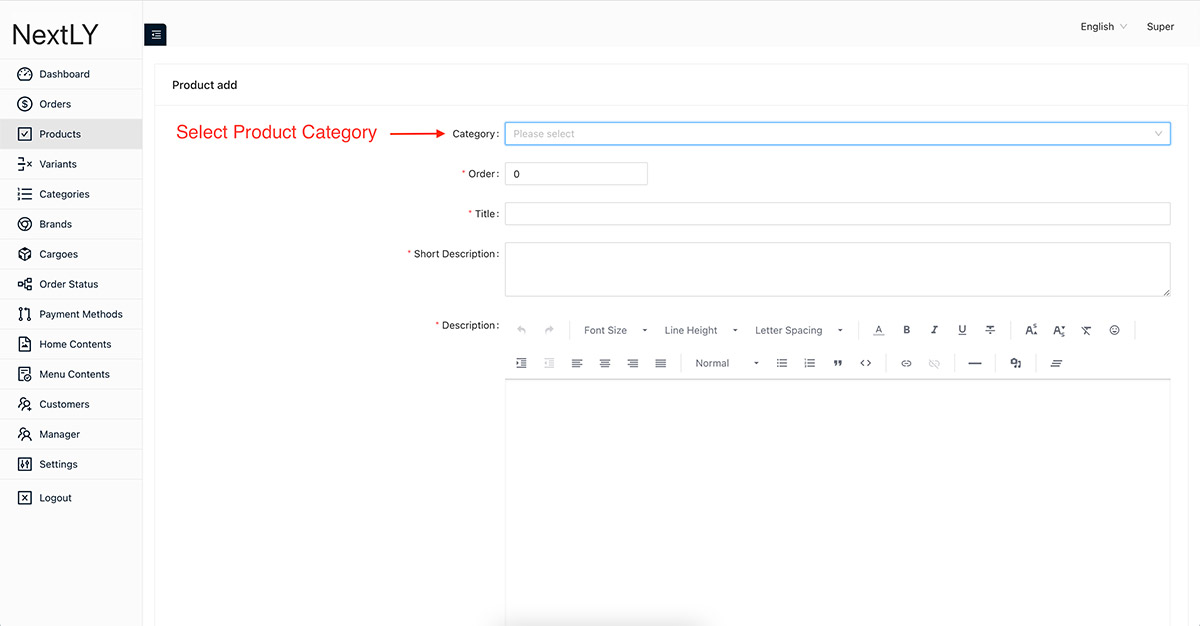 NextLY
English
Super
Dashboard
Orders
Products
Variants
Categories
Brands
Cargoes
Order Status
Payment Methods
Home Contents
Menu Contents
Customers
Manager
Settings
Logout
Product add
Select Product Category
Category:
Please select
* Order:
0
* Title:
* Short Description:
* Description:
Font Size
Line Height
Letter Spacing
Normal